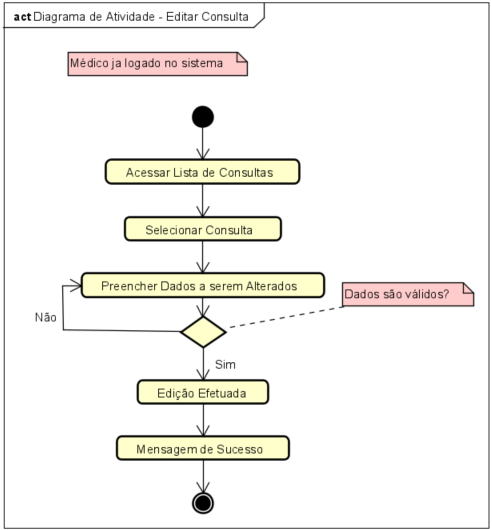 act Diagrama de Atividade - Editar Consulta
Médico ja logado no sistema
Acessar Lista de Consultas
Selecionar Consulta
Preencher Dados a serem Alterados
Dados são válidos?
Não
Sim
Edição Efetuada
Mensagem de Sucesso